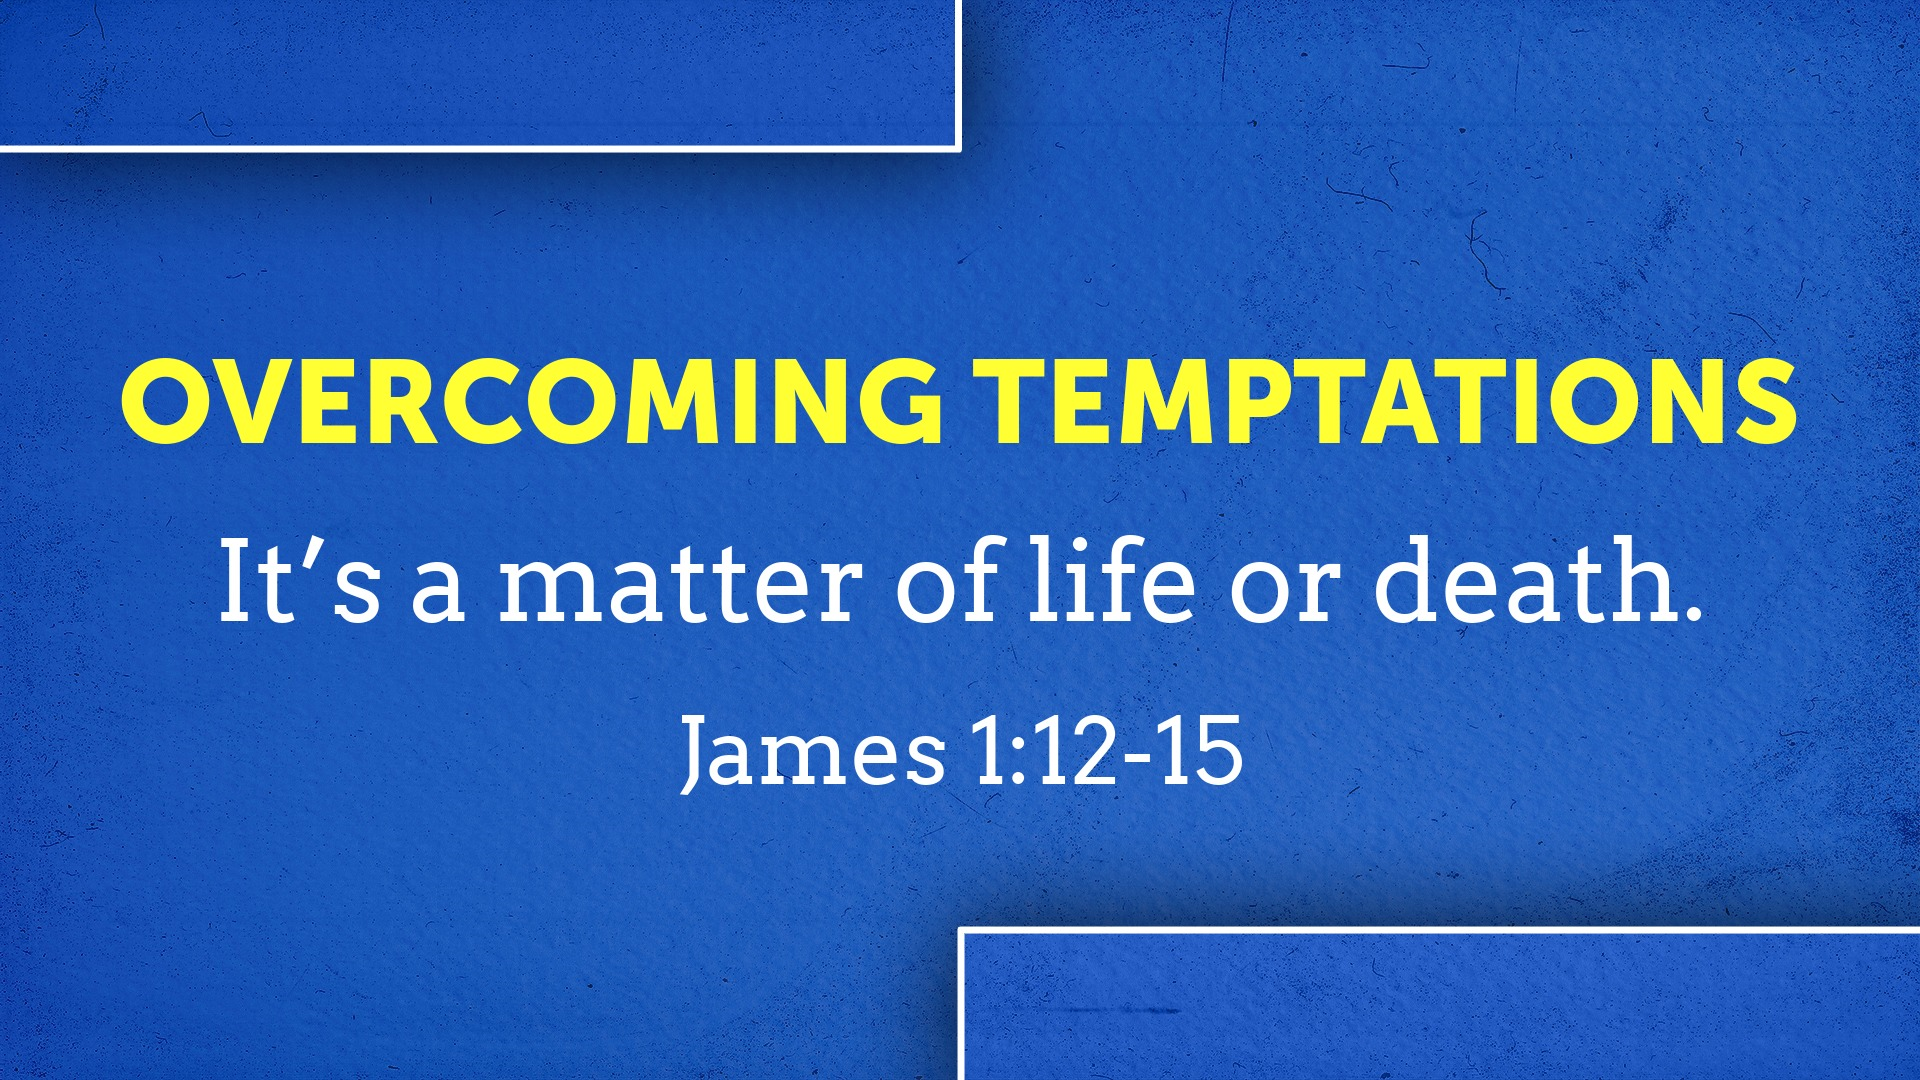 OVERCOMING TEMPTATIONS
It's a matter of life or death.
James 1:12-15